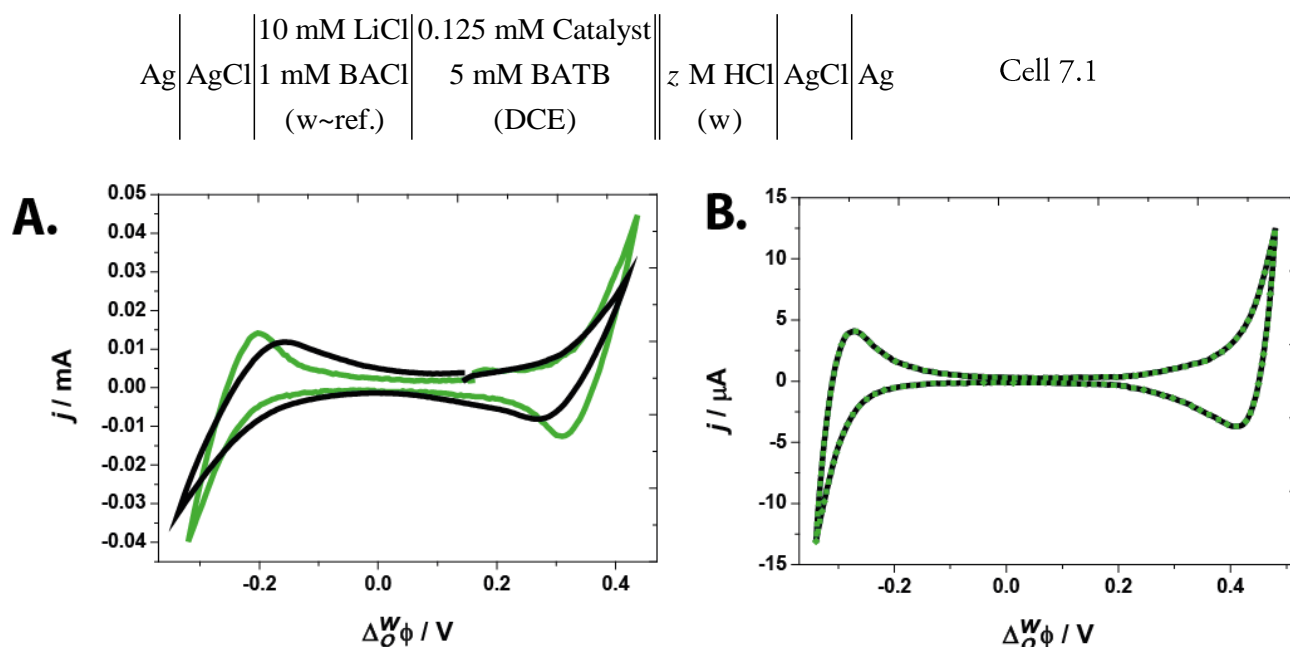 10 mM LiCl 0.125 mM Catalyst
Ag AgCl 1 mM BACl 5 mM BATB z M HCl AgCl Ag Cell 7.1
(w~ref.) (DCE) (w)
A.
0.05
0.04
0.03
0.02
0.01
0.00
-0.01
-0.02
-0.03
-0.04
j / mA
-0.2 0.0 0.2 0.4
Δ_o^w ϕ / V
B.
15
10
5
0
-5
-10
-15
j / μA
-0.2 0.0 0.2 0.4
Δ_o^w ϕ / V